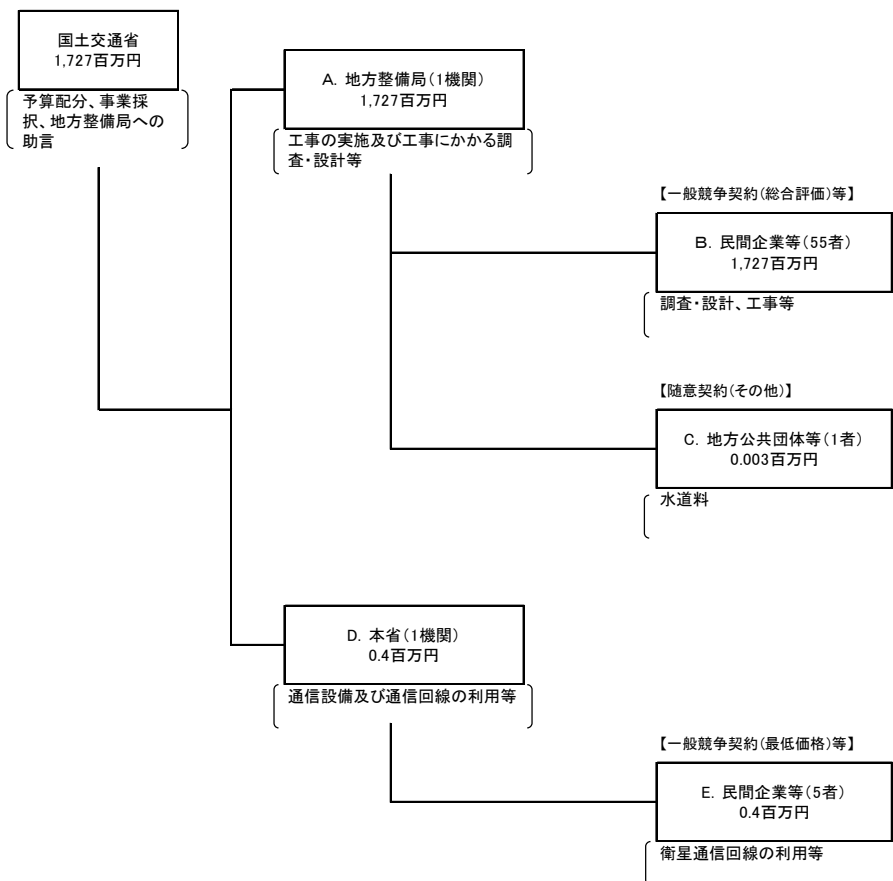 国土交通省
1,727百万円
予算配分、事業採
択、地方整備局への
助言
A. 地方整備局(1機関)
1,727百万円
工事の実施及び工事にかかる調
査・設計等
【一般競争契約(総合評価)等】
B. 民間企業等(55者)
1,727百万円
調査・設計、工事等
【随意契約(その他)】
C. 地方公共団体等(1者)
0.003百万円
水道料
D. 本省(1機関)
0.4百万円
通信設備及び通信回線の利用等
【一般競争契約(最低価格)等】
E. 民間企業等(5者)
0.4百万円
衛星通信回線の利用等